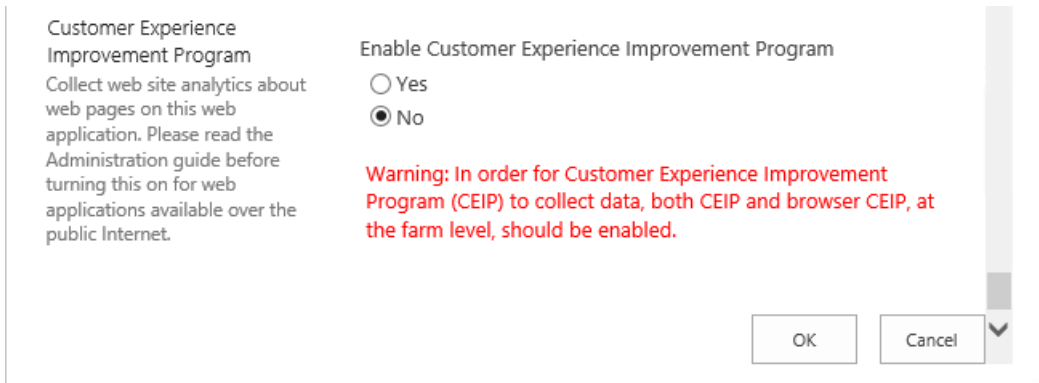 Customer Experience
Improvement Program
Collect web site analytics about
web pages on this web
application. Please read the
Administration guide before
turning this on for web
applications available over the
public Internet.
Enable Customer Experience Improvement Program
Yes
No
Warning: In order for Customer Experience Improvement
Program (CEIP) to collect data, both CEIP and browser CEIP, at
the farm level, should be enabled.
OK
Cancel